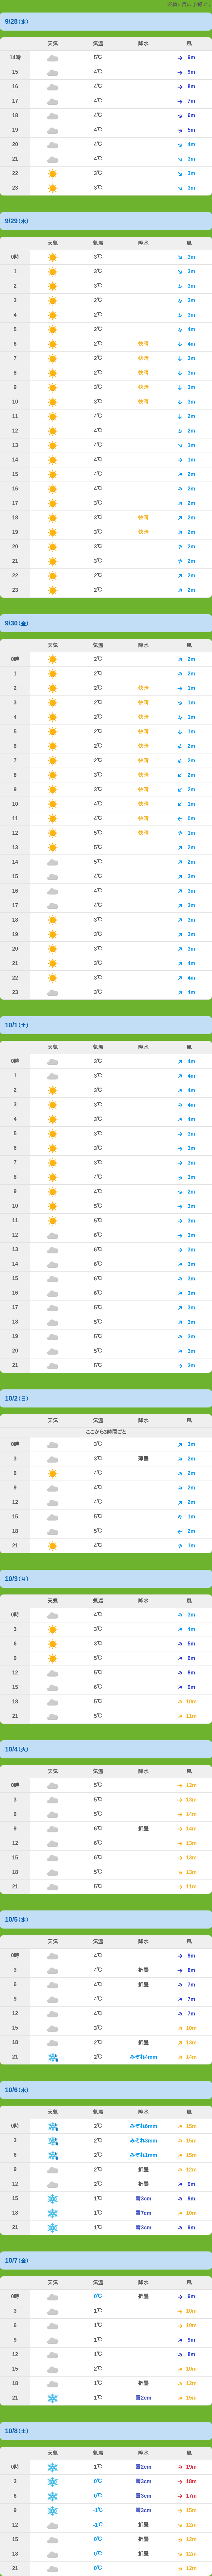 9/28(水)
天気 気温 降水 風
14時 5℃ 9m
15 4℃ 9m
16 4℃ 8m
17 4℃ 7m
18 4℃ 6m
19 4℃ 5m
20 4℃ 4m
21 4℃ 3m
22 3℃ 3m
23 3℃ 3m
9/29(木)
天気 気温 降水 風
0時 3℃ 3m
1 3℃ 3m
2 3℃ 3m
3 2℃ 3m
4 2℃ 3m
5 2℃ 4m
6 2℃ 快晴 4m
7 2℃ 快晴 3m
8 2℃ 快晴 3m
9 3℃ 快晴 3m
10 3℃ 快晴 3m
11 4℃ 2m
12 4℃ 2m
13 4℃ 1m
14 4℃ 1m
15 4℃ 2m
16 4℃ 2m
17 3℃ 2m
18 3℃ 快晴 2m
19 3℃ 快晴 2m
20 3℃ 2m
21 3℃ 2m
22 2℃ 2m
23 2℃ 2m
9/30(金)
天気 気温 降水 風
0時 2℃ 2m
1 2℃ 2m
2 2℃ 快晴 1m
3 2℃ 快晴 1m
4 2℃ 快晴 1m
5 2℃ 快晴 1m
6 2℃ 快晴 2m
7 2℃ 快晴 2m
8 3℃ 快晴 2m
9 3℃ 快晴 2m
10 4℃ 快晴 1m
11 4℃ 快晴 0m
12 5℃ 快晴 1m
13 5℃ 2m
14 5℃ 2m
15 4℃ 3m
16 4℃ 3m
17 4℃ 3m
18 3℃ 3m
19 3℃ 3m
20 3℃ 3m
21 3℃ 4m
22 3℃ 4m
23 3℃ 4m
10/1(土)
天気 気温 降水 風
0時 3℃ 4m
1 3℃ 4m
2 3℃ 4m
3 3℃ 4m
4 3℃ 4m
5 3℃ 3m
6 3℃ 3m
7 3℃ 3m
8 4℃ 3m
9 4℃ 2m
10 5℃ 3m
11 5℃ 3m
12 6℃ 3m
13 6℃ 3m
14 6℃ 3m
15 6℃ 3m
16 6℃ 3m
17 5℃ 3m
18 5℃ 3m
19 5℃ 3m
20 5℃ 3m
21 5℃ 3m
10/2(日)
天気 気温 降水 風
ここから3時間ごと
0時 3℃ 3m
3 3℃ 薄曇 2m
6 4℃ 2m
9 4℃ 2m
12 4℃ 2m
15 5℃ 1m
18 5℃ 2m
21 4℃ 1m
10/3(月)
天気 気温 降水 風
0時 4℃ 3m
3 4℃ 4m
6 3℃ 5m
9 5℃ 6m
12 5℃ 8m
15 6℃ 9m
18 5℃ 10m
21 5℃ 11m
10/4(火)
天気 気温 降水 風
0時 5℃ 12m
3 5℃ 13m
6 5℃ 14m
9 6℃ 折曇 14m
12 6℃ 13m
15 6℃ 13m
18 5℃ 13m
21 5℃ 11m
10/5(水)
天気 気温 降水 風
0時 4℃ 9m
3 4℃ 折曇 8m
6 4℃ 折曇 7m
9 4℃ 7m
12 4℃ 7m
15 3℃ 10m
18 2℃ 折曇 13m
21 2℃ みぞれ4mm 14m
10/6(木)
天気 気温 降水 風
0時 2℃ みぞれ6mm 15m
3 2℃ みぞれ3mm 15m
6 2℃ みぞれ1mm 15m
9 2℃ 折曇 12m
12 2℃ 折曇 9m
15 1℃ 雪3cm 9m
18 1℃ 雪7cm 10m
21 1℃ 雪3cm 9m
10/7(金)
天気 気温 降水 風
0時 0℃ 折曇 9m
3 1℃ 10m
6 1℃ 10m
9 1℃ 9m
12 1℃ 8m
15 2℃ 10m
18 1℃ 折曇 12m
21 1℃ 雪2cm 15m
10/8(土)
天気 気温 降水 風
0時 1℃ 雪2cm 19m
3 0℃ 雪3cm 18m
6 0℃ 雪3cm 17m
9 -1℃ 雪3cm 15m
12 -1℃ 折曇 12m
15 0℃ 折曇 12m
18 0℃ 折曇 12m
21 0℃ 12m